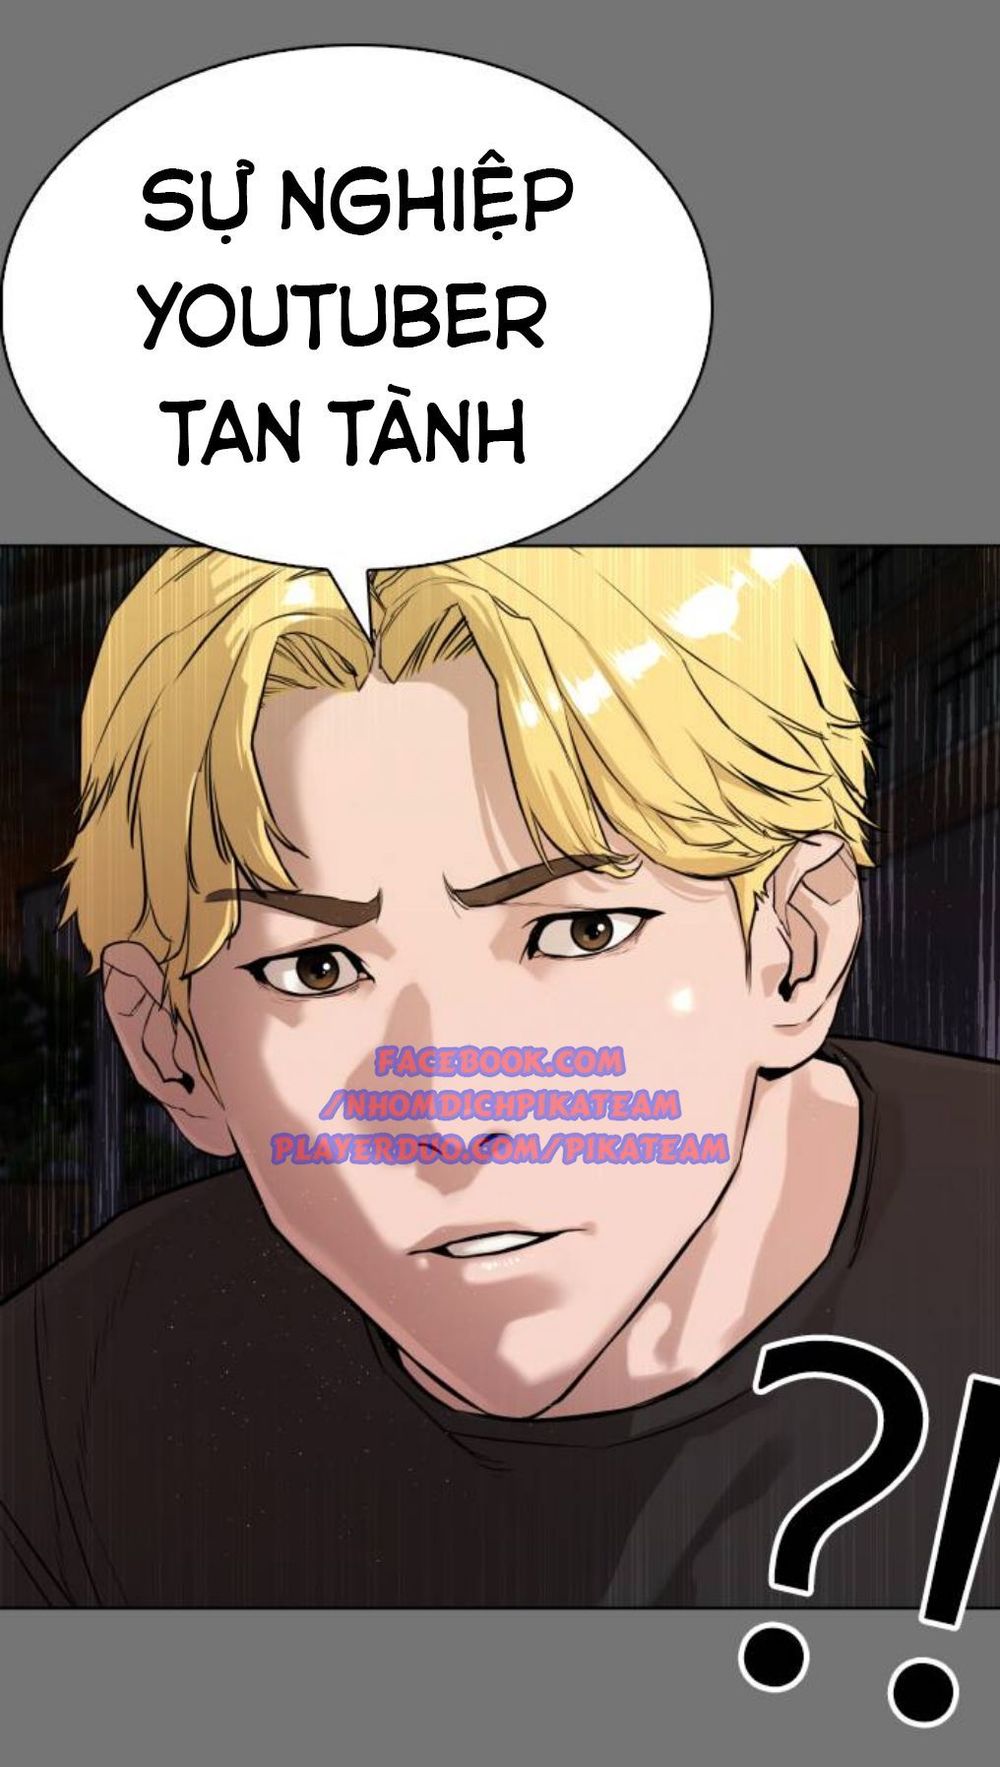 SỰ NGHIỆP
YOUTUBER
TAN TÀNH
FACEBOOK.COM
/NHOMDICHPIKATEAM
PLAYERDUO.COM/PIKATEAM
?!